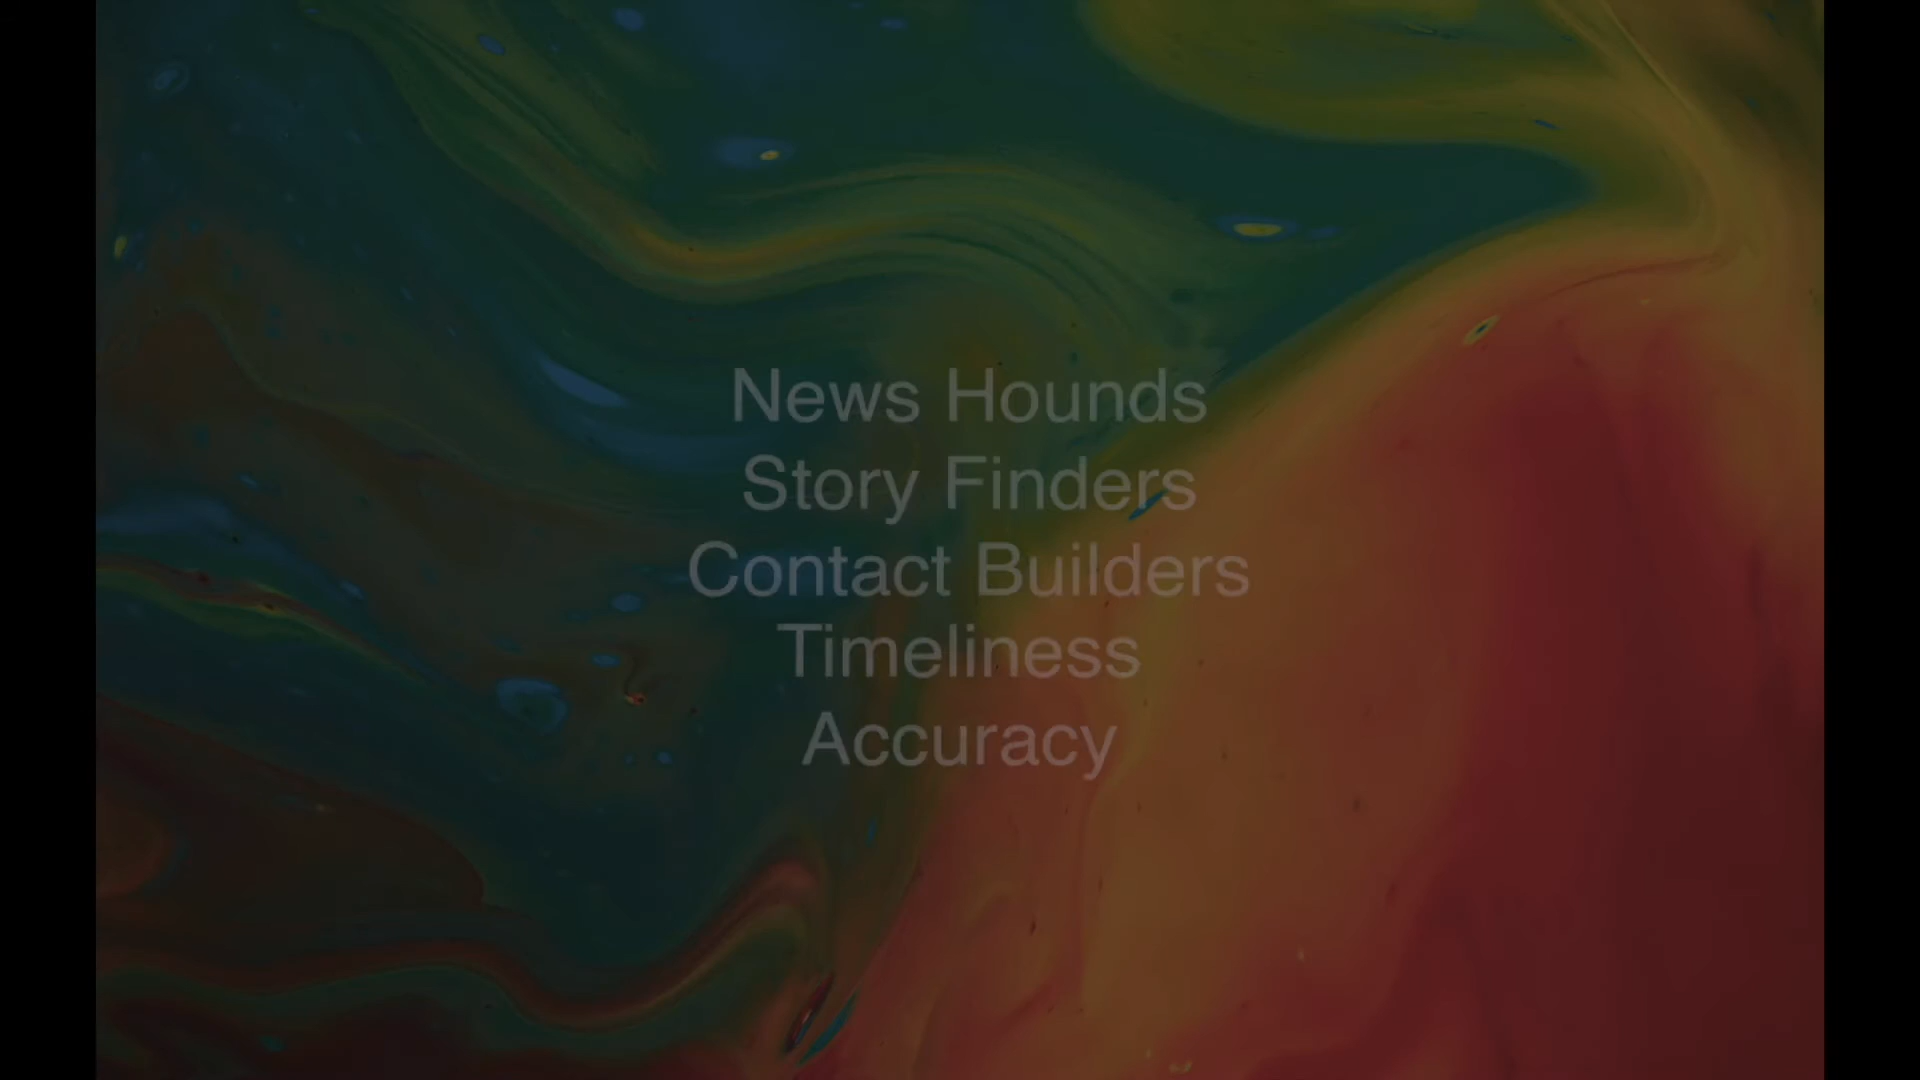 News Hounds
Story Finders
Contact Builders
Timeliness
Accuracy